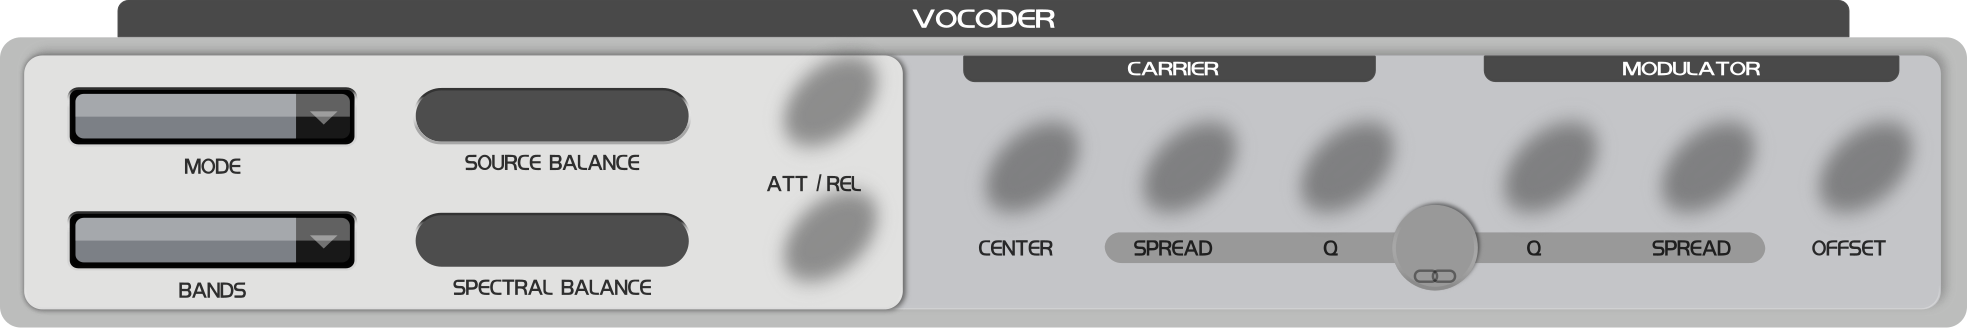 VOCODER
CARRIER
MODULATOR
MODE
SOURCE BALANCE
ATT / REL
BANDS
SPECTRAL BALANCE
CENTER
SPREAD
Q
Q
SPREAD
OFFSET